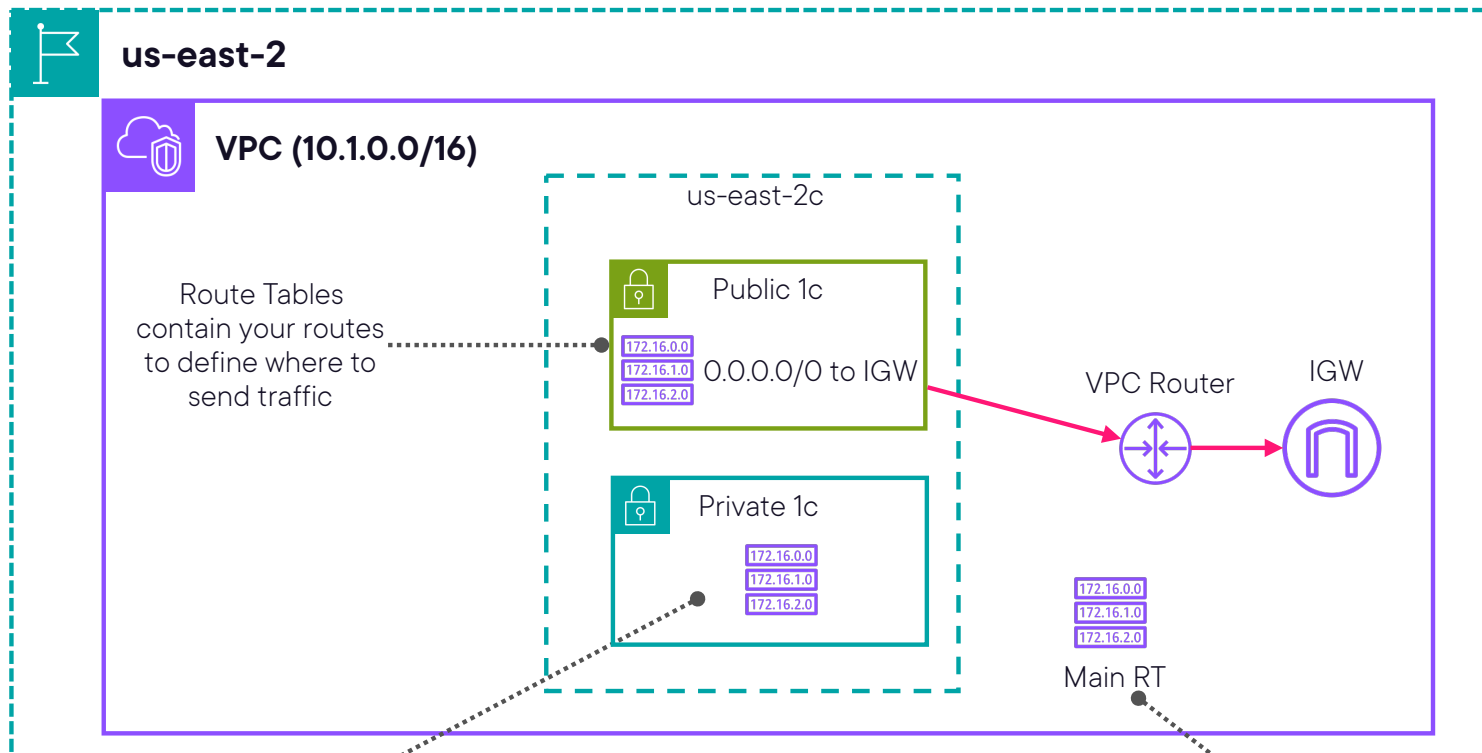 us-east-2
VPC (10.1.0.0/16)
us-east-2c
Route Tables
contain your routes
to define where to
send traffic
Public 1c
172.16.0.0
172.16.1.0
172.16.2.0
0.0.0.0/0 to IGW
VPC Router
IGW
Private 1c
172.16.0.0
172.16.1.0
172.16.2.0
172.16.0.0
172.16.1.0
172.16.2.0
Main RT